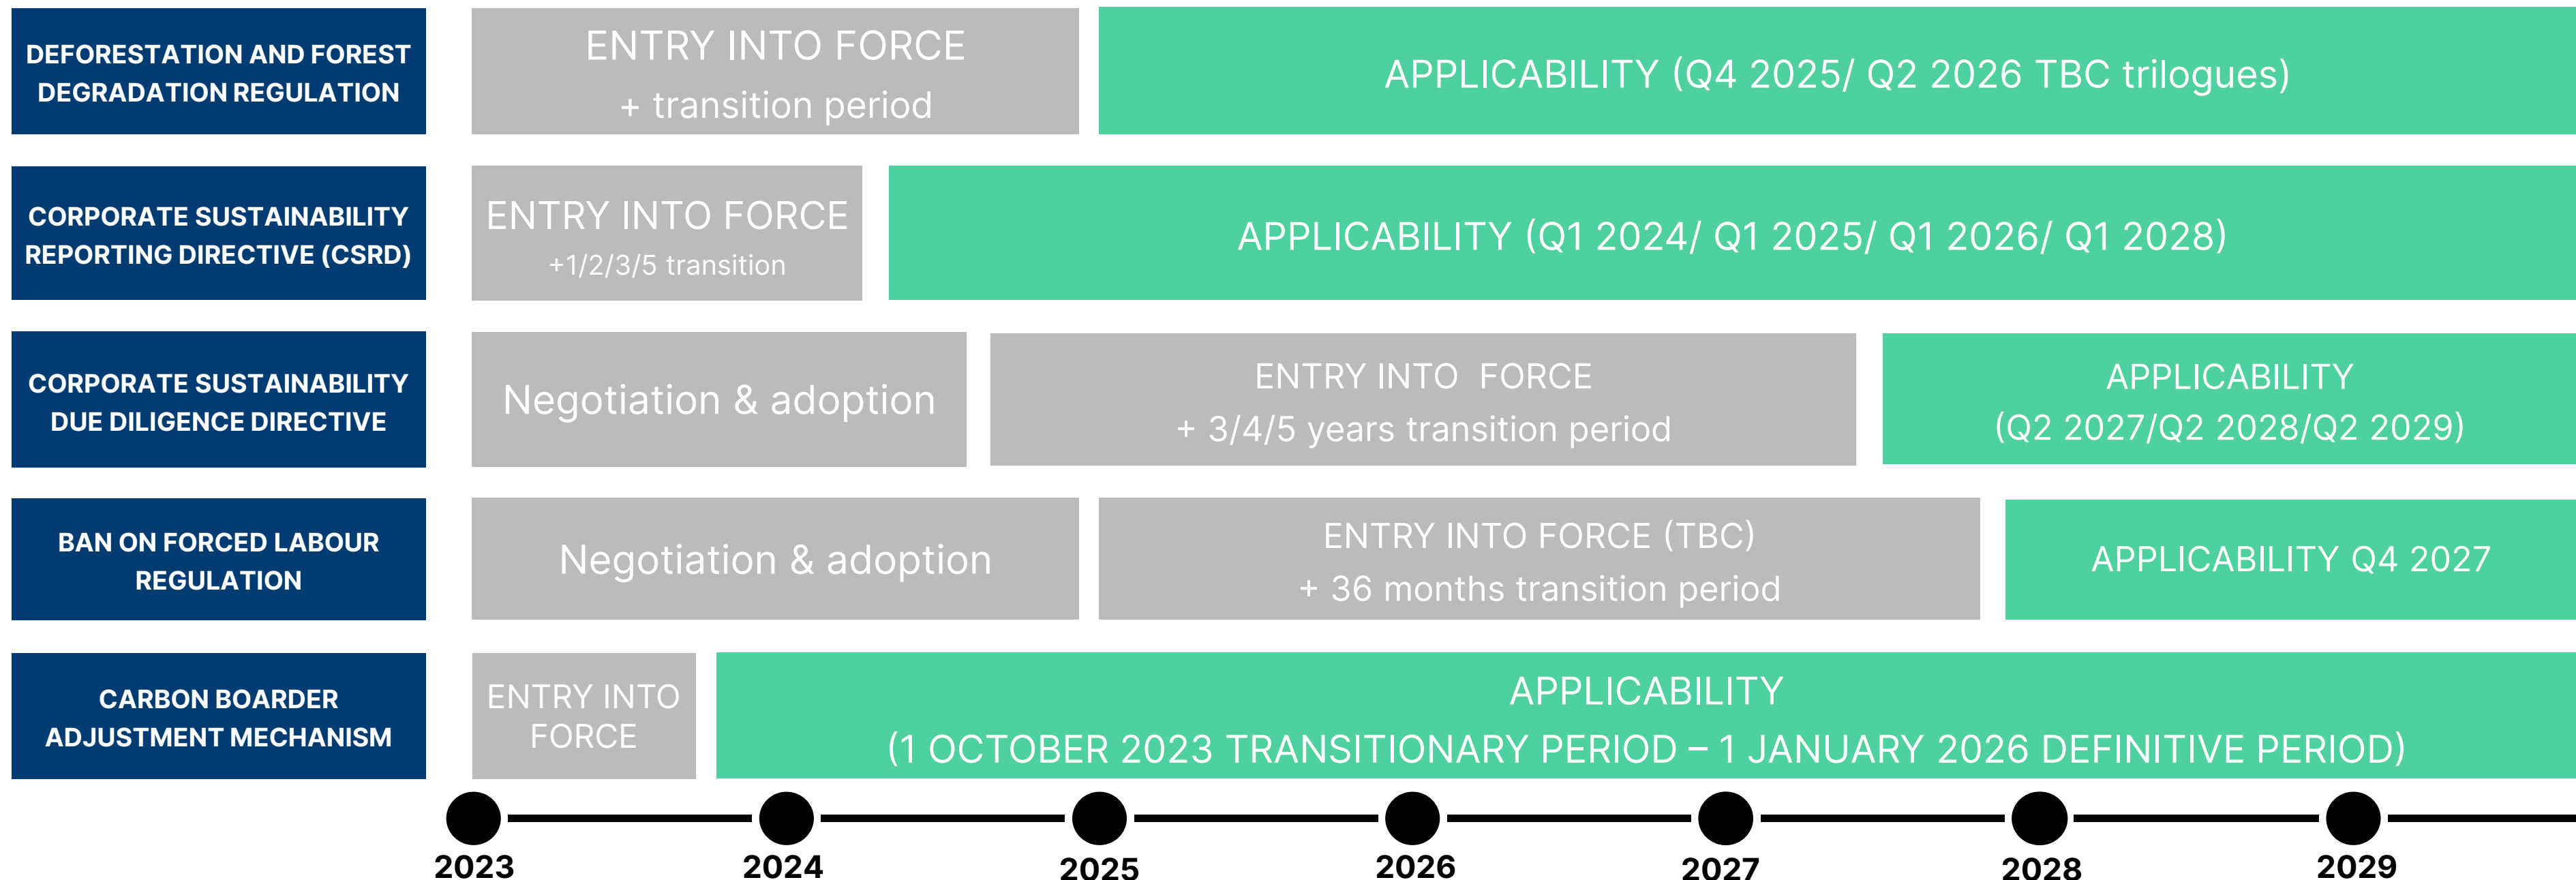 DEFORESTATION AND FOREST
DEGRADATION REGULATION
ENTRY INTO FORCE
+ transition period
APPLICABILITY (Q4 2025/ Q2 2026 TBC trilogues)
CORPORATE SUSTAINABILITY
REPORTING DIRECTIVE (CSRD)
ENTRY INTO FORCE
+1/2/3/5 transition
APPLICABILITY (Q1 2024/ Q1 2025/ Q1 2026/ Q1 2028)
CORPORATE SUSTAINABILITY
DUE DILIGENCE DIRECTIVE
Negotiation & adoption
ENTRY INTO FORCE
+ 3/4/5 years transition period
APPLICABILITY
(Q2 2027/Q2 2028/Q2 2029)
BAN ON FORCED LABOUR
REGULATION
Negotiation & adoption
ENTRY INTO FORCE (TBC)
+ 36 months transition period
APPLICABILITY Q4 2027
CARBON BOARDER
ADJUSTMENT MECHANISM
ENTRY INTO
FORCE
APPLICABILITY
(1 OCTOBER 2023 TRANSITIONARY PERIOD – 1 JANUARY 2026 DEFINITIVE PERIOD)
2023
2024
2025
2026
2027
2028
2029